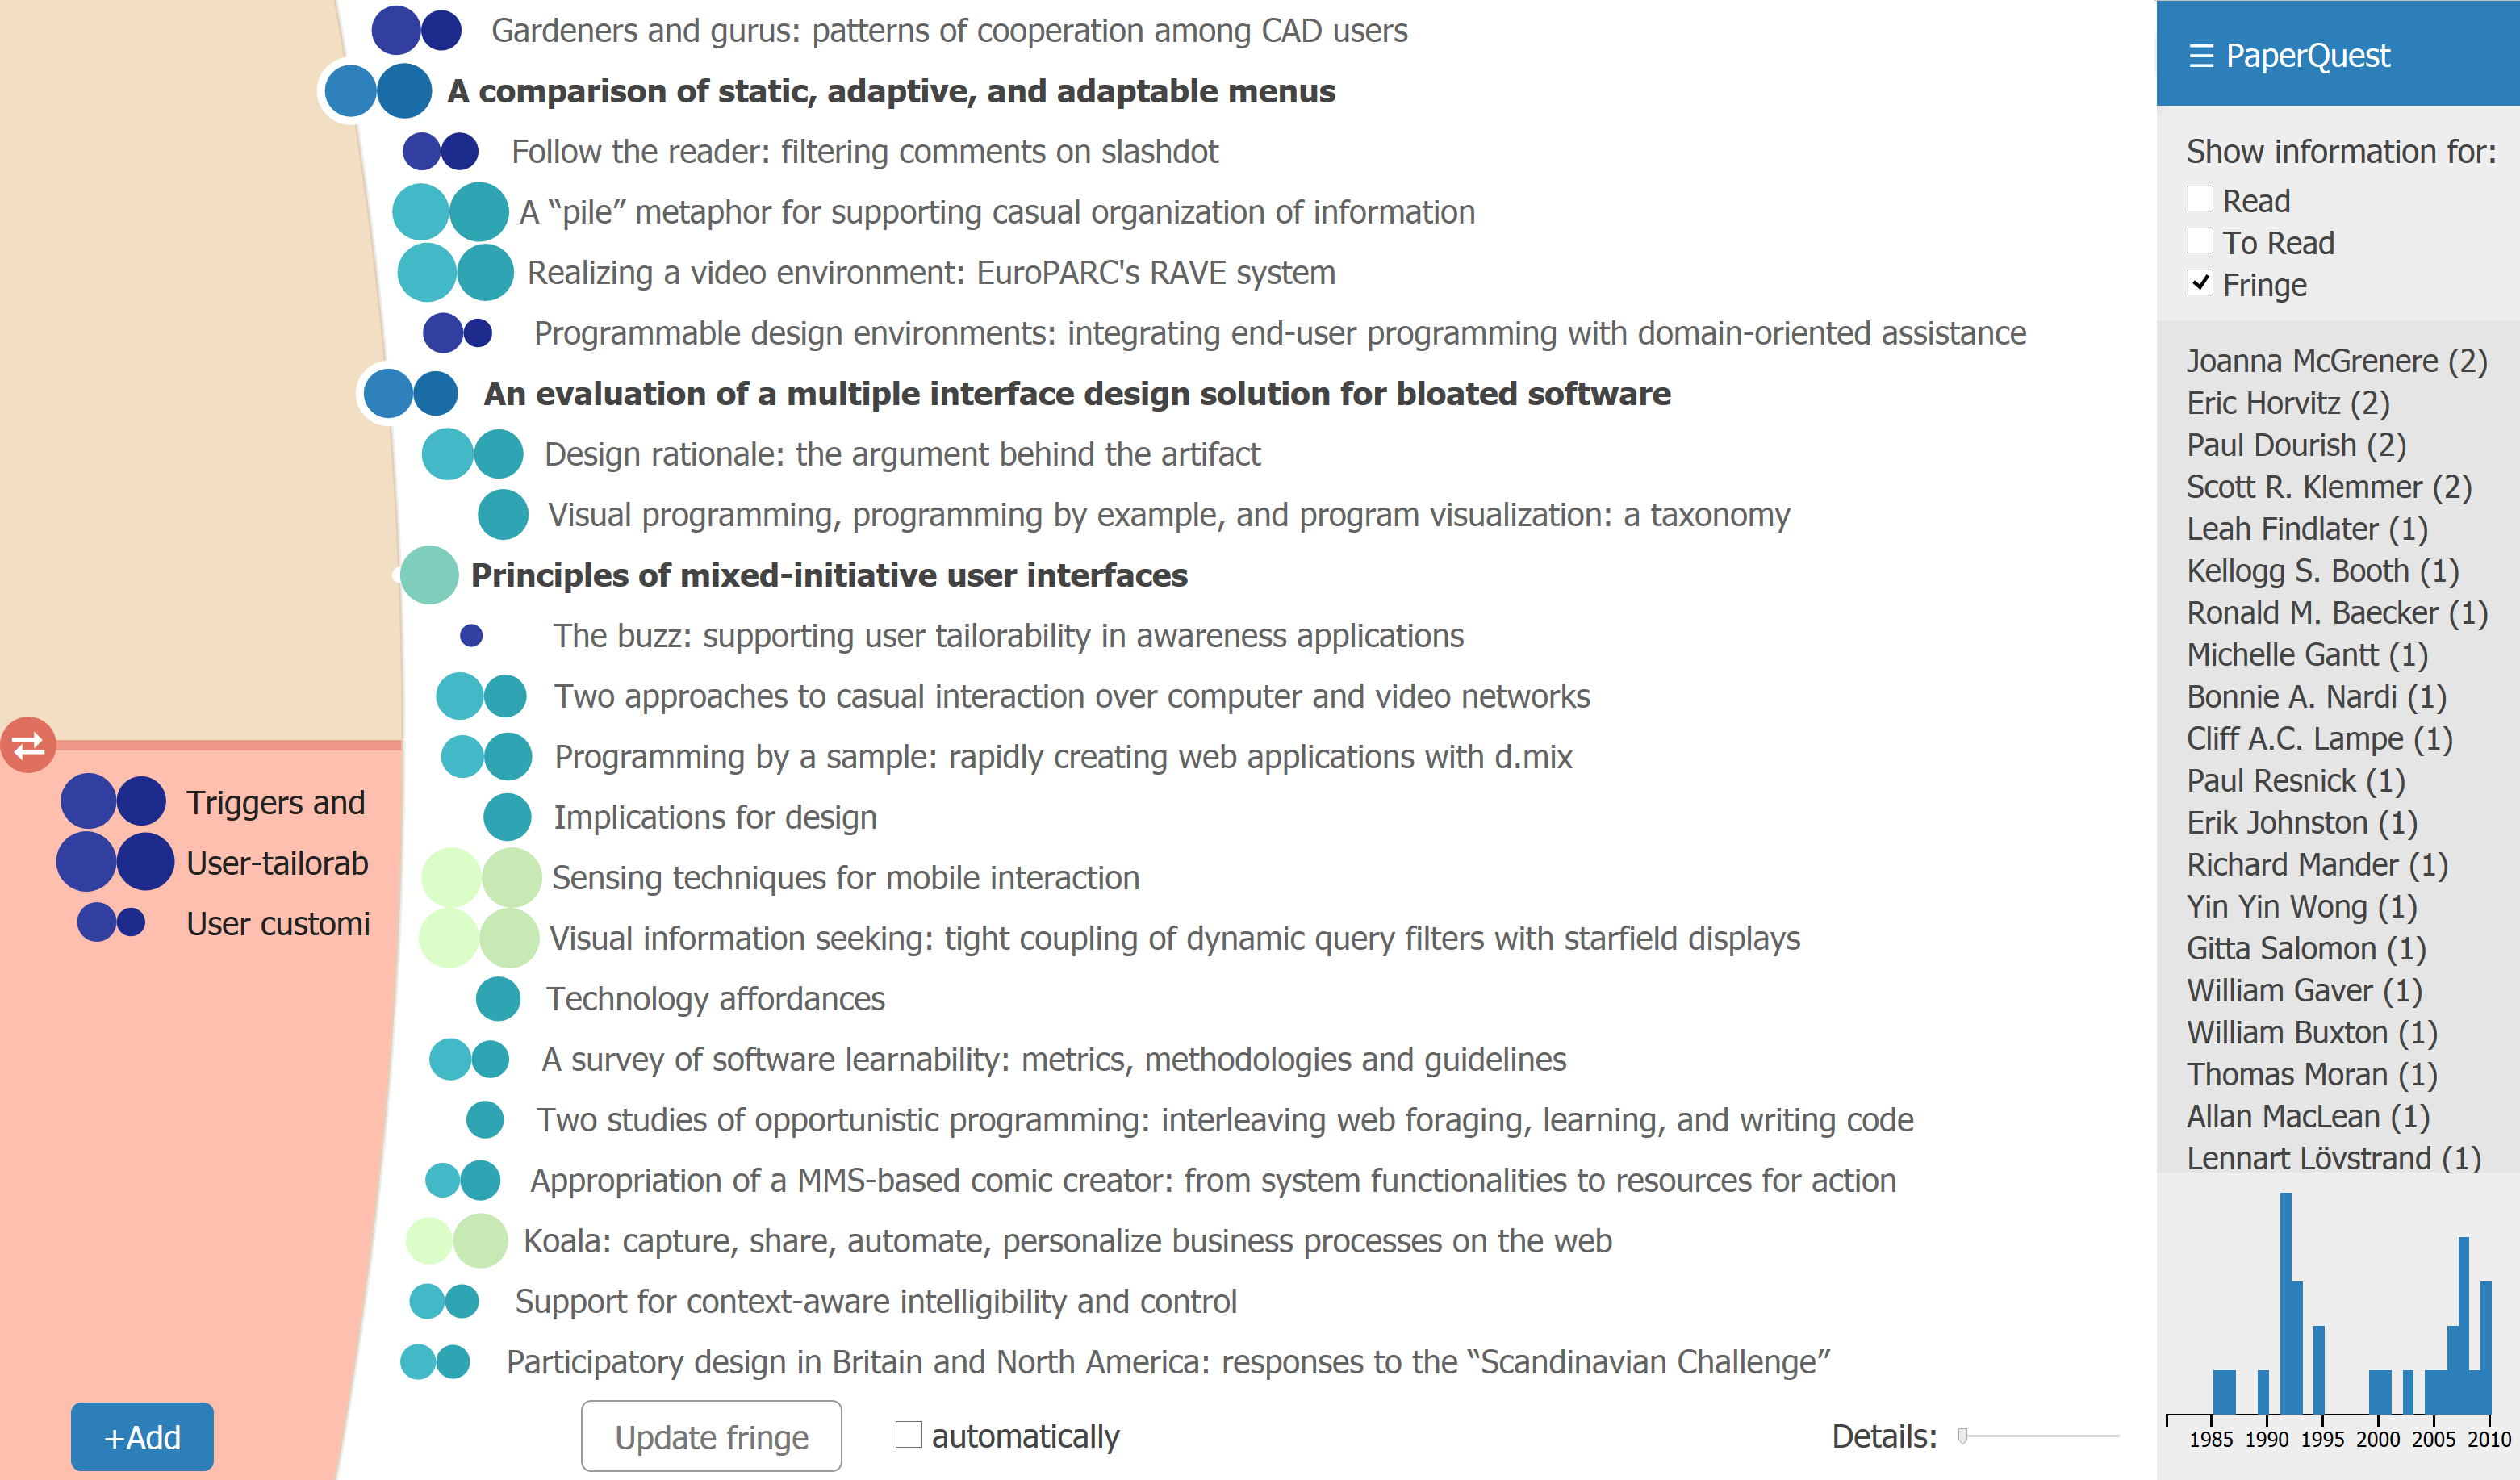 Gardeners and gurus: patterns of cooperation among CAD users
A comparison of static, adaptive, and adaptable menus
Follow the reader: filtering comments on slashdot
A “pile” metaphor for supporting casual organization of information
Realizing a video environment: EuroPARC's RAVE system
Programmable design environments: integrating end-user programming with domain-oriented assistance
An evaluation of a multiple interface design solution for bloated software
Design rationale: the argument behind the artifact
Visual programming, programming by example, and program visualization: a taxonomy
Principles of mixed-initiative user interfaces
The buzz: supporting user tailorability in awareness applications
Two approaches to casual interaction over computer and video networks
Programming by a sample: rapidly creating web applications with d.mix
Implications for design
Sensing techniques for mobile interaction
Visual information seeking: tight coupling of dynamic query filters with starfield displays
Technology affordances
A survey of software learnability: metrics, methodologies and guidelines
Two studies of opportunistic programming: interleaving web foraging, learning, and writing code
Appropriation of a MMS-based comic creator: from system functionalities to resources for action
Koala: capture, share, automate, personalize business processes on the web
Support for context-aware intelligibility and control
Participatory design in Britain and North America: responses to the “Scandinavian Challenge”
Triggers and
User-tailorab
User customi
+Add
Update fringe
automatically
Details:
☰ PaperQuest
Show information for:
Read
To Read
Fringe
Joanna McGrenere (2)
Eric Horvitz (2)
Paul Dourish (2)
Scott R. Klemmer (2)
Leah Findlater (1)
Kellogg S. Booth (1)
Ronald M. Baecker (1)
Michelle Gantt (1)
Bonnie A. Nardi (1)
Cliff A.C. Lampe (1)
Paul Resnick (1)
Erik Johnston (1)
Richard Mander (1)
Yin Yin Wong (1)
Gitta Salomon (1)
William Gaver (1)
William Buxton (1)
Thomas Moran (1)
Allan MacLean (1)
Lennart Lövstrand (1)
1985 1990 1995 2000 2005 2010